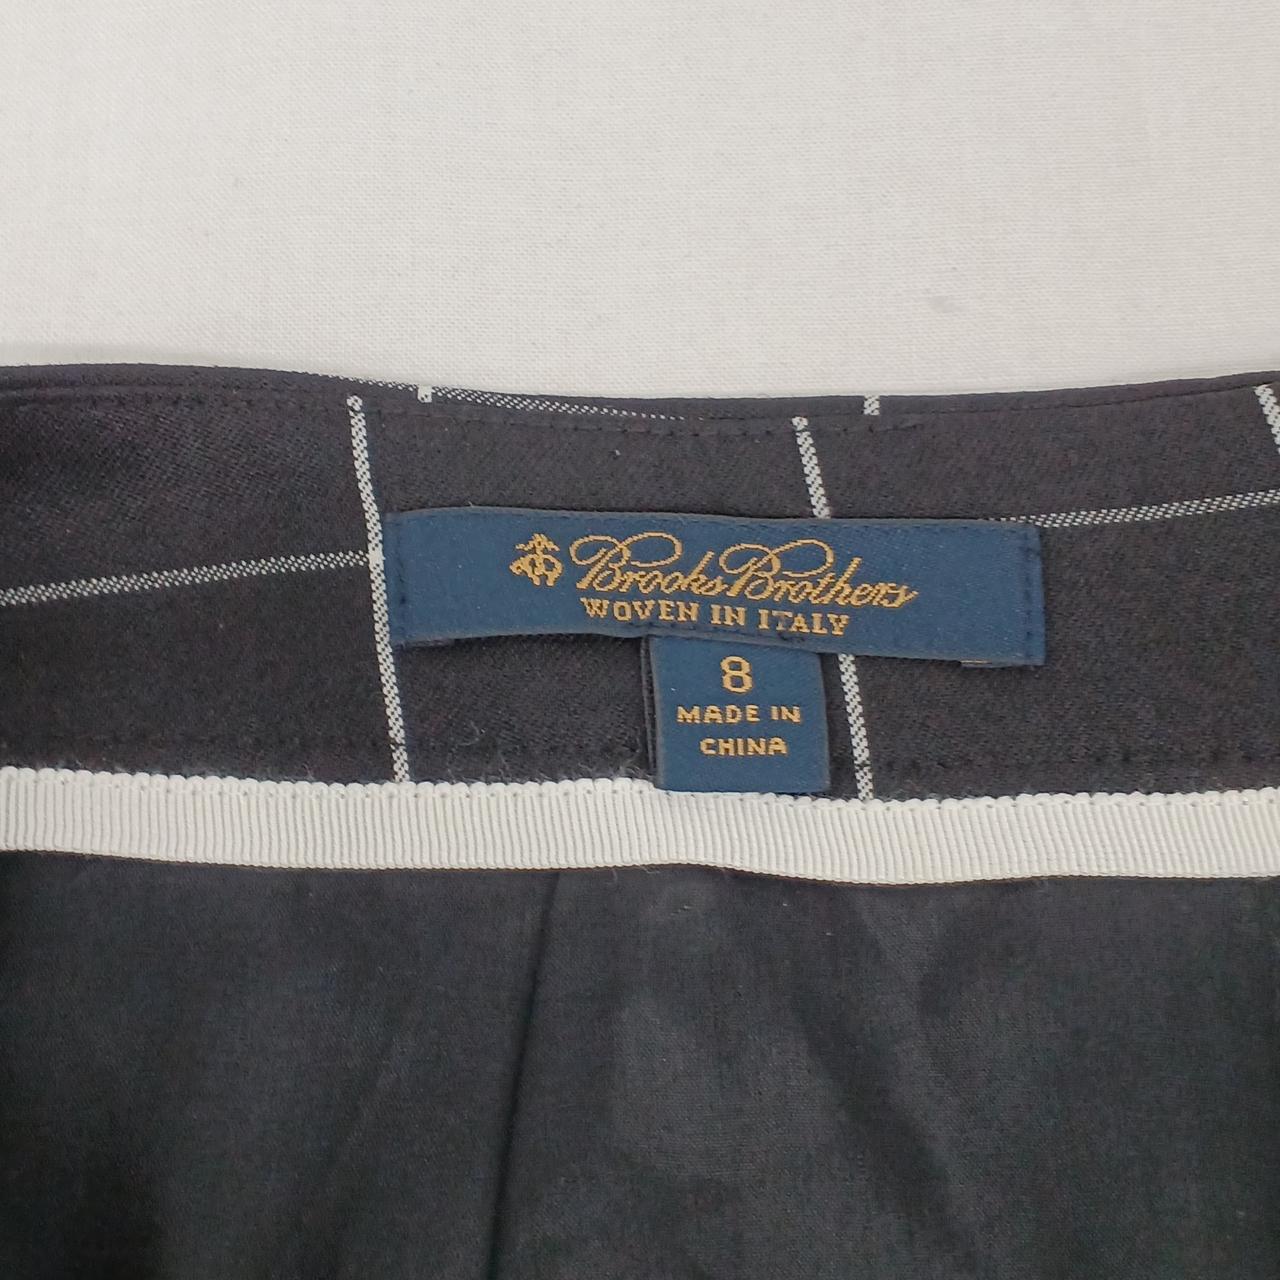 Brooks Brothers
WOVEN IN ITALY
8
MADE IN
CHINA